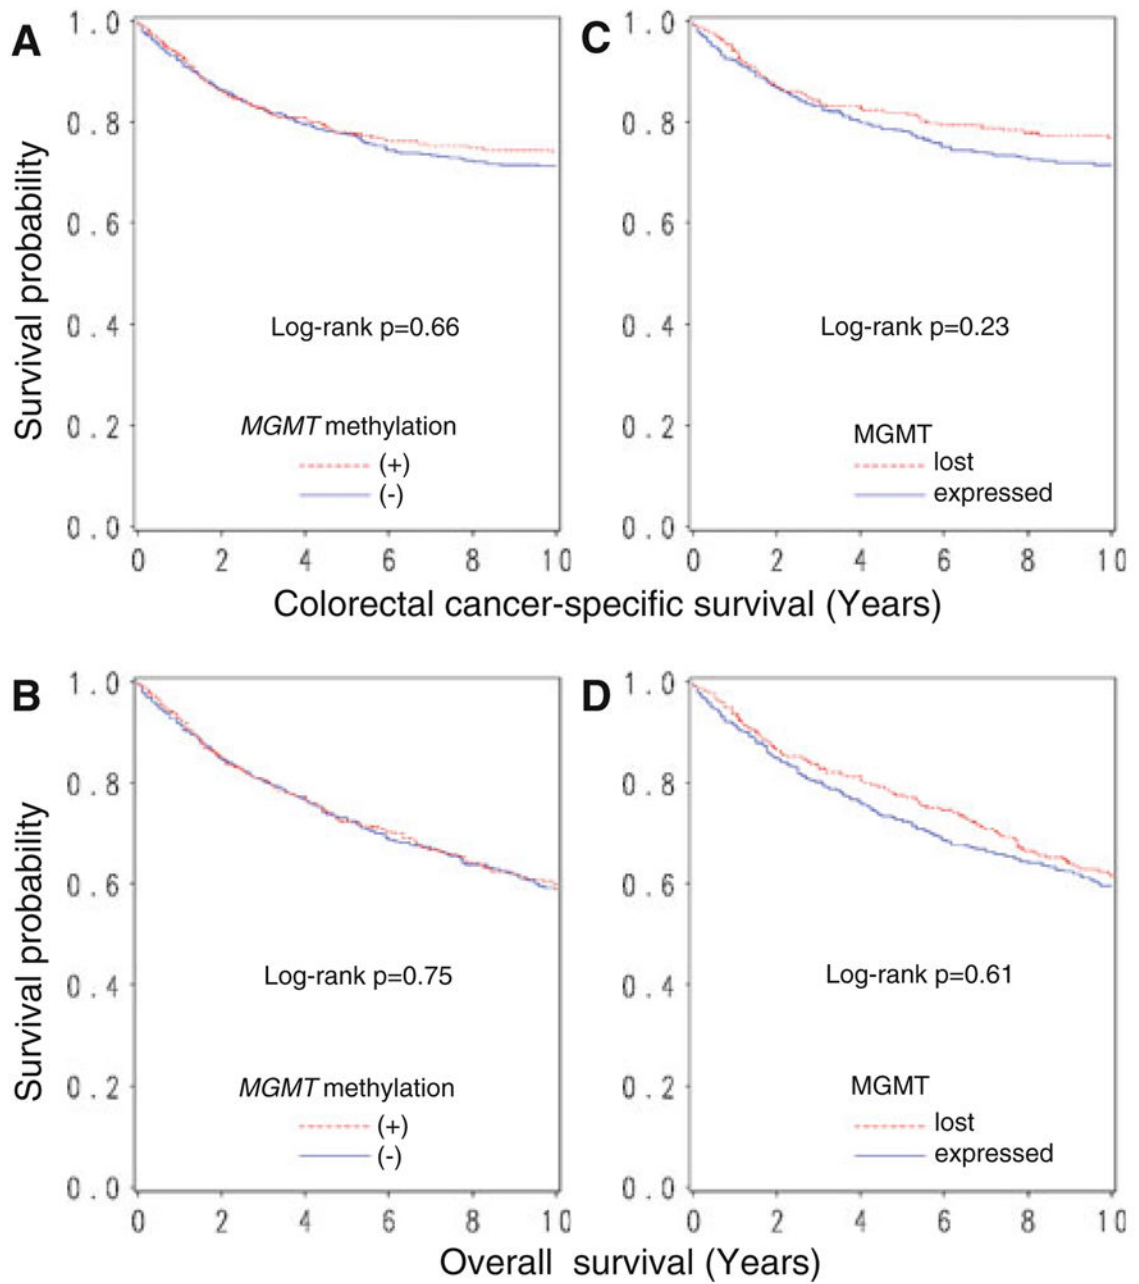 A
Survival probability
1.0
0.8
0.6
0.4
0.2
0.0
Log-rank p=0.66
MGMT methylation
(+)
(-)
0 2 4 6 8 10
C
1.0
0.8
0.6
0.4
0.2
0.0
Log-rank p=0.23
MGMT
lost
expressed
0 2 4 6 8 10
Colorectal cancer-specific survival (Years)
B
Survival probability
1.0
0.8
0.6
0.4
0.2
0.0
Log-rank p=0.75
MGMT methylation
(+)
(-)
0 2 4 6 8 10
D
1.0
0.8
0.6
0.4
0.2
0.0
Log-rank p=0.61
MGMT
lost
expressed
0 2 4 6 8 10
Overall survival (Years)